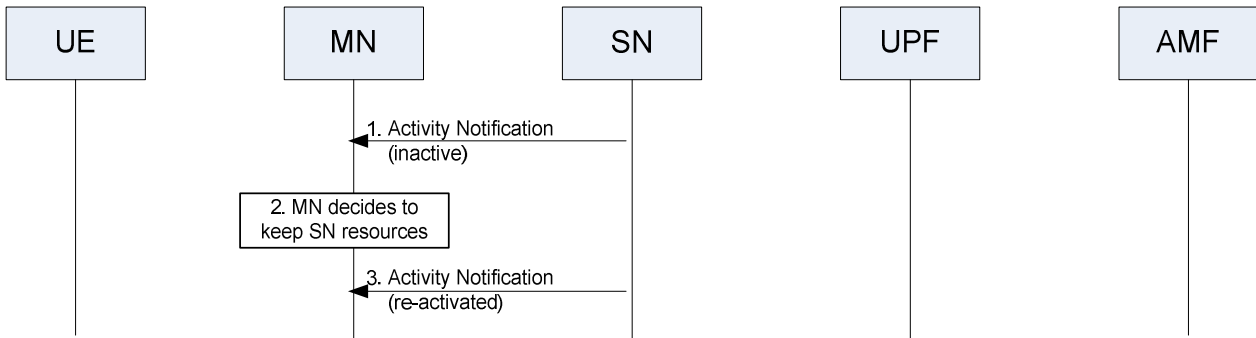 UE
MN
SN
UPF
AMF
1. Activity Notification
(inactive)
2. MN decides to
keep SN resources
3. Activity Notification
(re-activated)